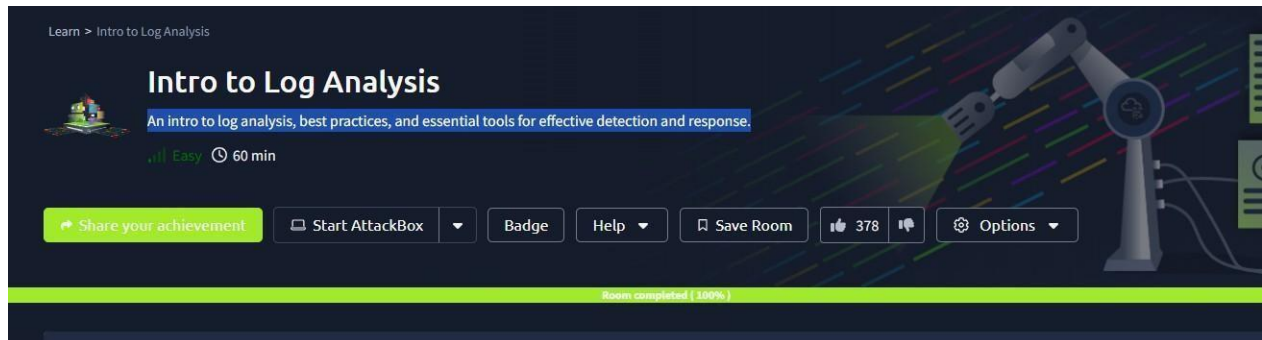 Learn > Intro to Log Analysis
Intro to Log Analysis
An intro to log analysis, best practices, and essential tools for effective detection and response.
Easy 60 min
Share your achievement Start AttackBox Badge Help Save Room 378 Options
Room completed ( 100% )